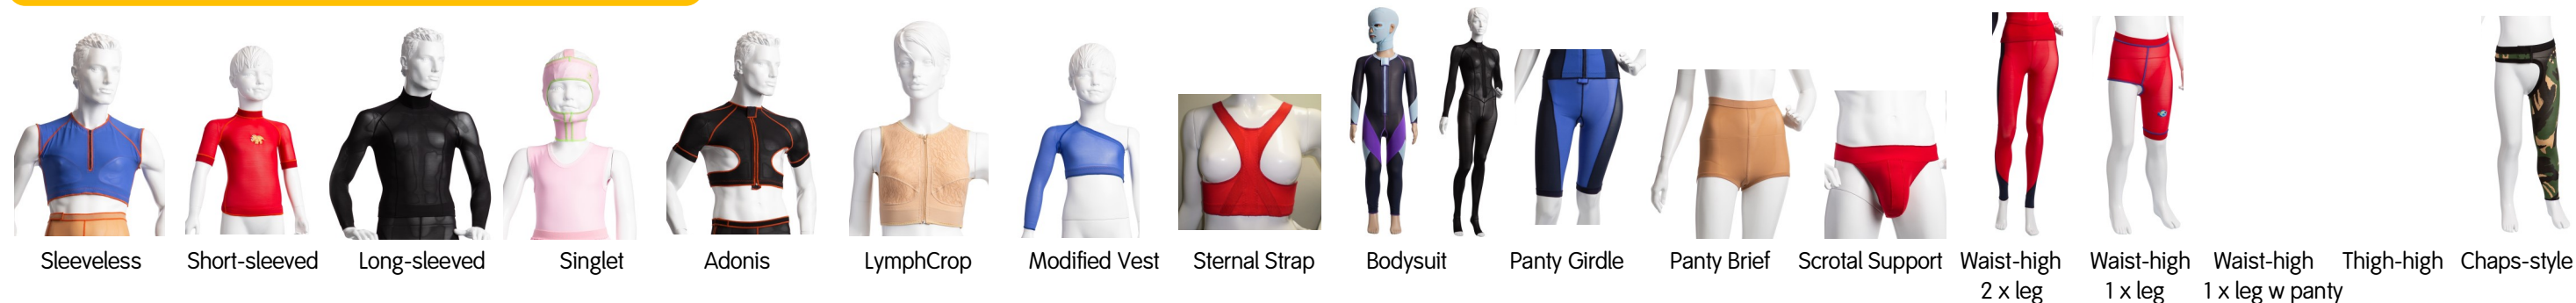 Sleeveless
Short-sleeved
Long-sleeved
Singlet
Adonis
LymphCrop
Modified Vest
Sternal Strap
Bodysuit
Panty Girdle
Panty Brief
Scrotal Support
Waist-high
2 x leg
Waist-high
1 x leg
Waist-high
1 x leg w panty
Thigh-high
Chaps-style